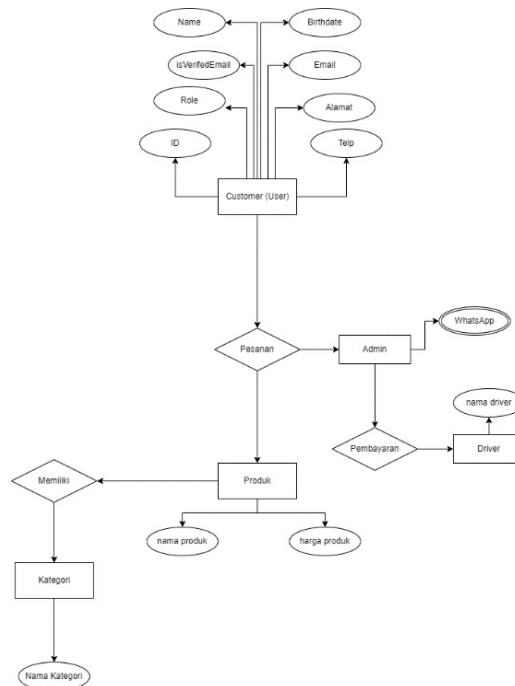 Name
Birthdate
isVerifedEmail
Email
Role
Alamat
ID
Telp
Customer (User)
WhatsApp
Pesanan
Admin
nama driver
Pembayaran
Driver
Memiliki
Produk
nama produk
harga produk
Kategori
Nama Kategori